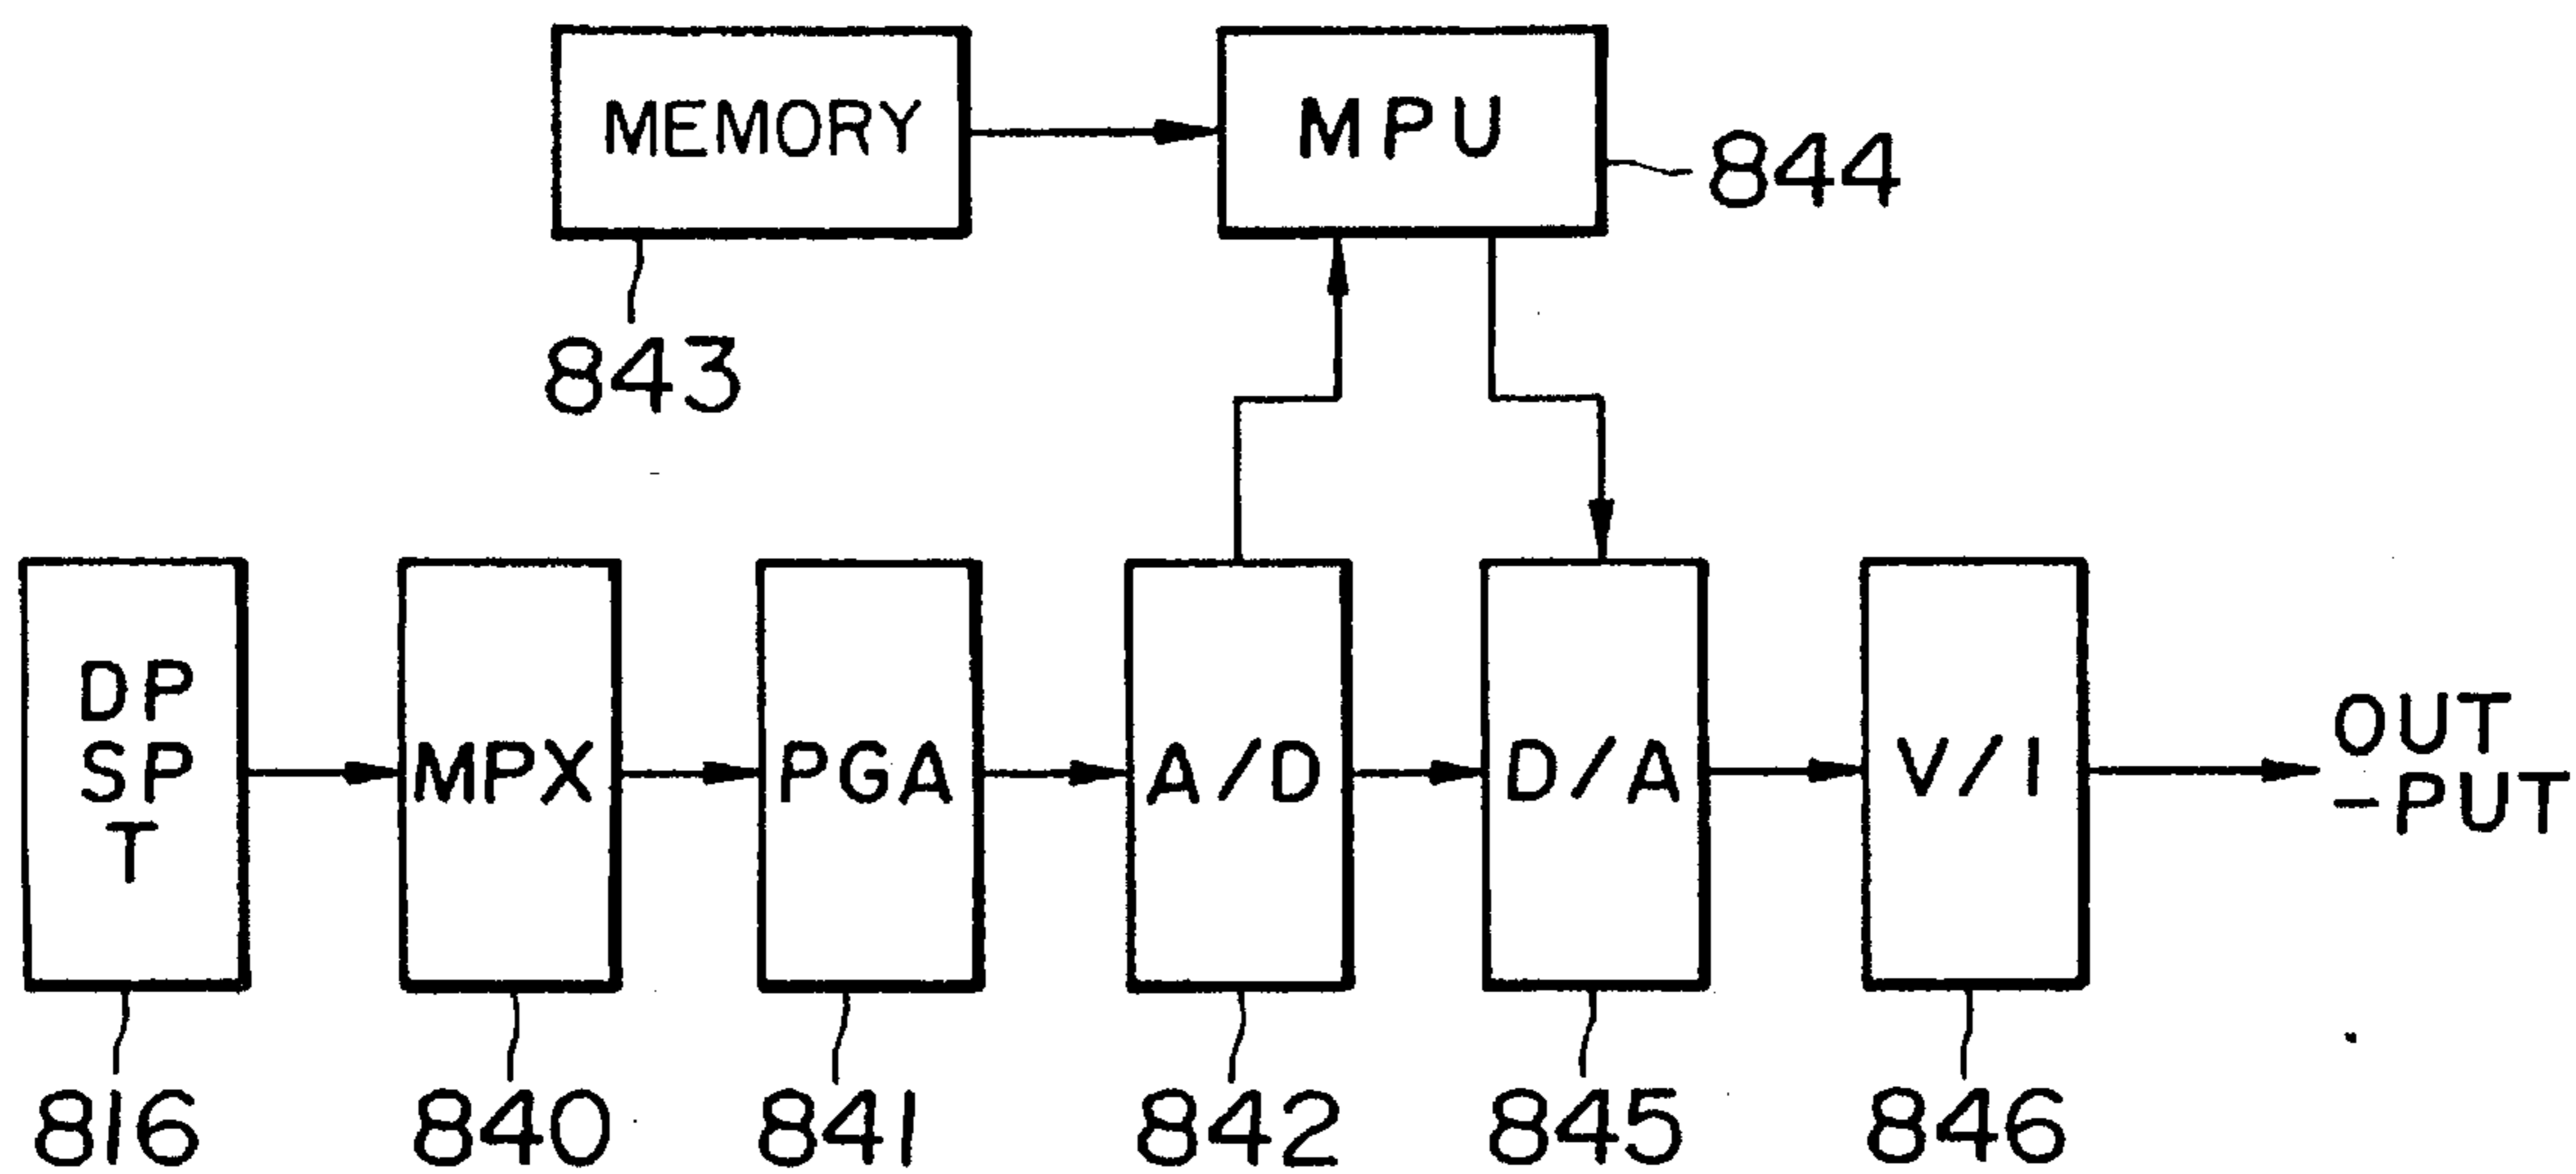 MEMORY
MPU
844
843
DP
SP
T
MPX
PGA
A/D
D/A
V/I
OUT
-PUT
816
840
841
842
845
846